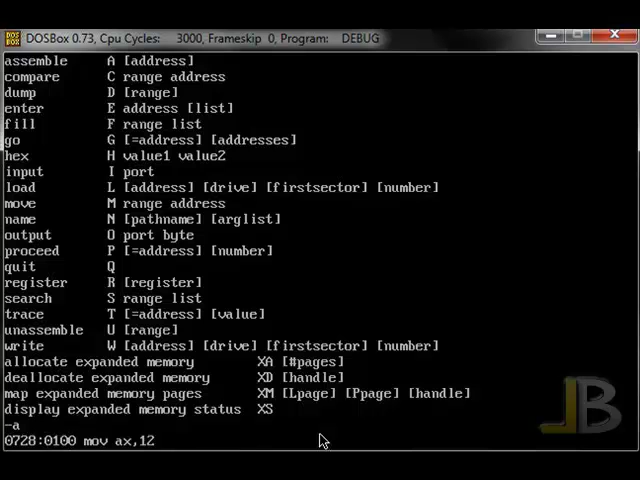 DOS BOX DOSBox 0.73, Cpu Cycles: 3000, Frameskip 0, Program: DEBUG
assemble A [address]
compare C range address
dump D [range]
enter E address [list]
fill F range list
go G [=address] [addresses]
hex H value1 value2
input I port
load L [address] [drive] [firstsector] [number]
move M range address
name N [pathname] [arglist]
output O port byte
proceed P [=address] [number]
quit Q
register R [register]
search S range list
trace T [=address] [value]
unassemble U [range]
write W [address] [drive] [firstsector] [number]
allocate expanded memory XA [#pages]
deallocate expanded memory XD [handle]
map expanded memory pages XM [Lpage] [Ppage] [handle]
display expanded memory status XS
-a
0728:0100 mov ax,12
JB